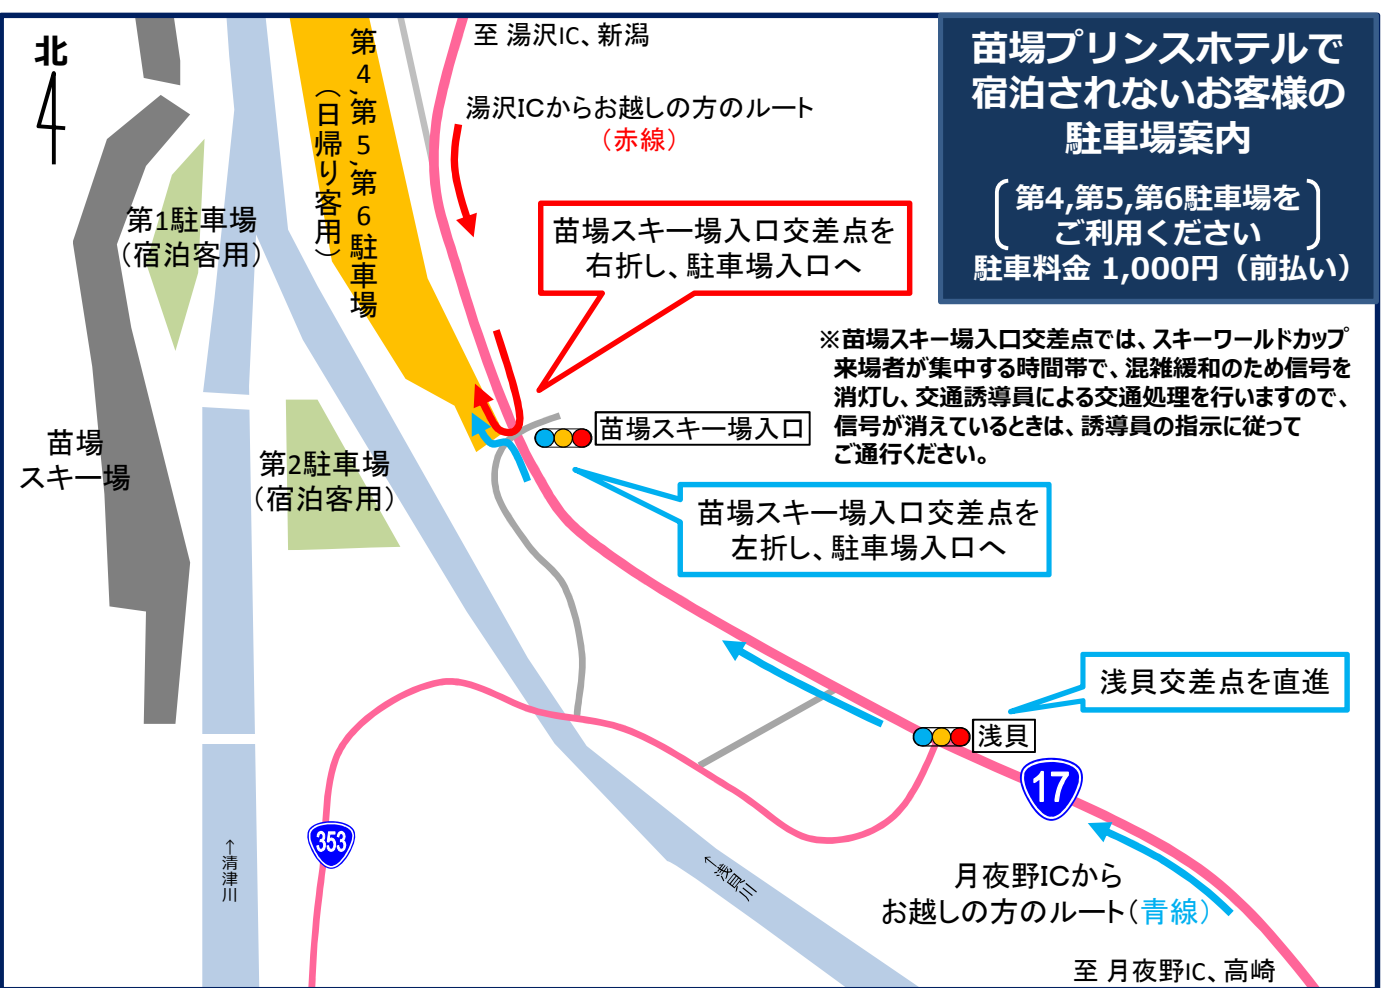 北
至 湯沢IC、新潟
湯沢ICからお越しの方のルート
（赤線）
苗場プリンスホテルで
宿泊されないお客様の
駐車場案内
第4,第5,第6駐車場を
ご利用ください
駐車料金 1,000円（前払い）
第4,第5,第6駐車場
（日帰り客用）
第1駐車場
（宿泊客用）
苗場スキー場入口交差点を
右折し、駐車場入口へ
※苗場スキー場入口交差点では、スキーワールドカップ
来場者が集中する時間帯で、混雑緩和のため信号を
消灯し、交通誘導員による交通処理を行いますので、
信号が消えているときは、誘導員の指示に従って
ご通行ください。
苗場スキー場入口
苗場
スキー場
第2駐車場
（宿泊客用）
苗場スキー場入口交差点を
左折し、駐車場入口へ
浅貝交差点を直進
浅貝
17
353
↑清津川
↑浅貝川
月夜野ICから
お越しの方のルート（青線）
至 月夜野IC、高崎